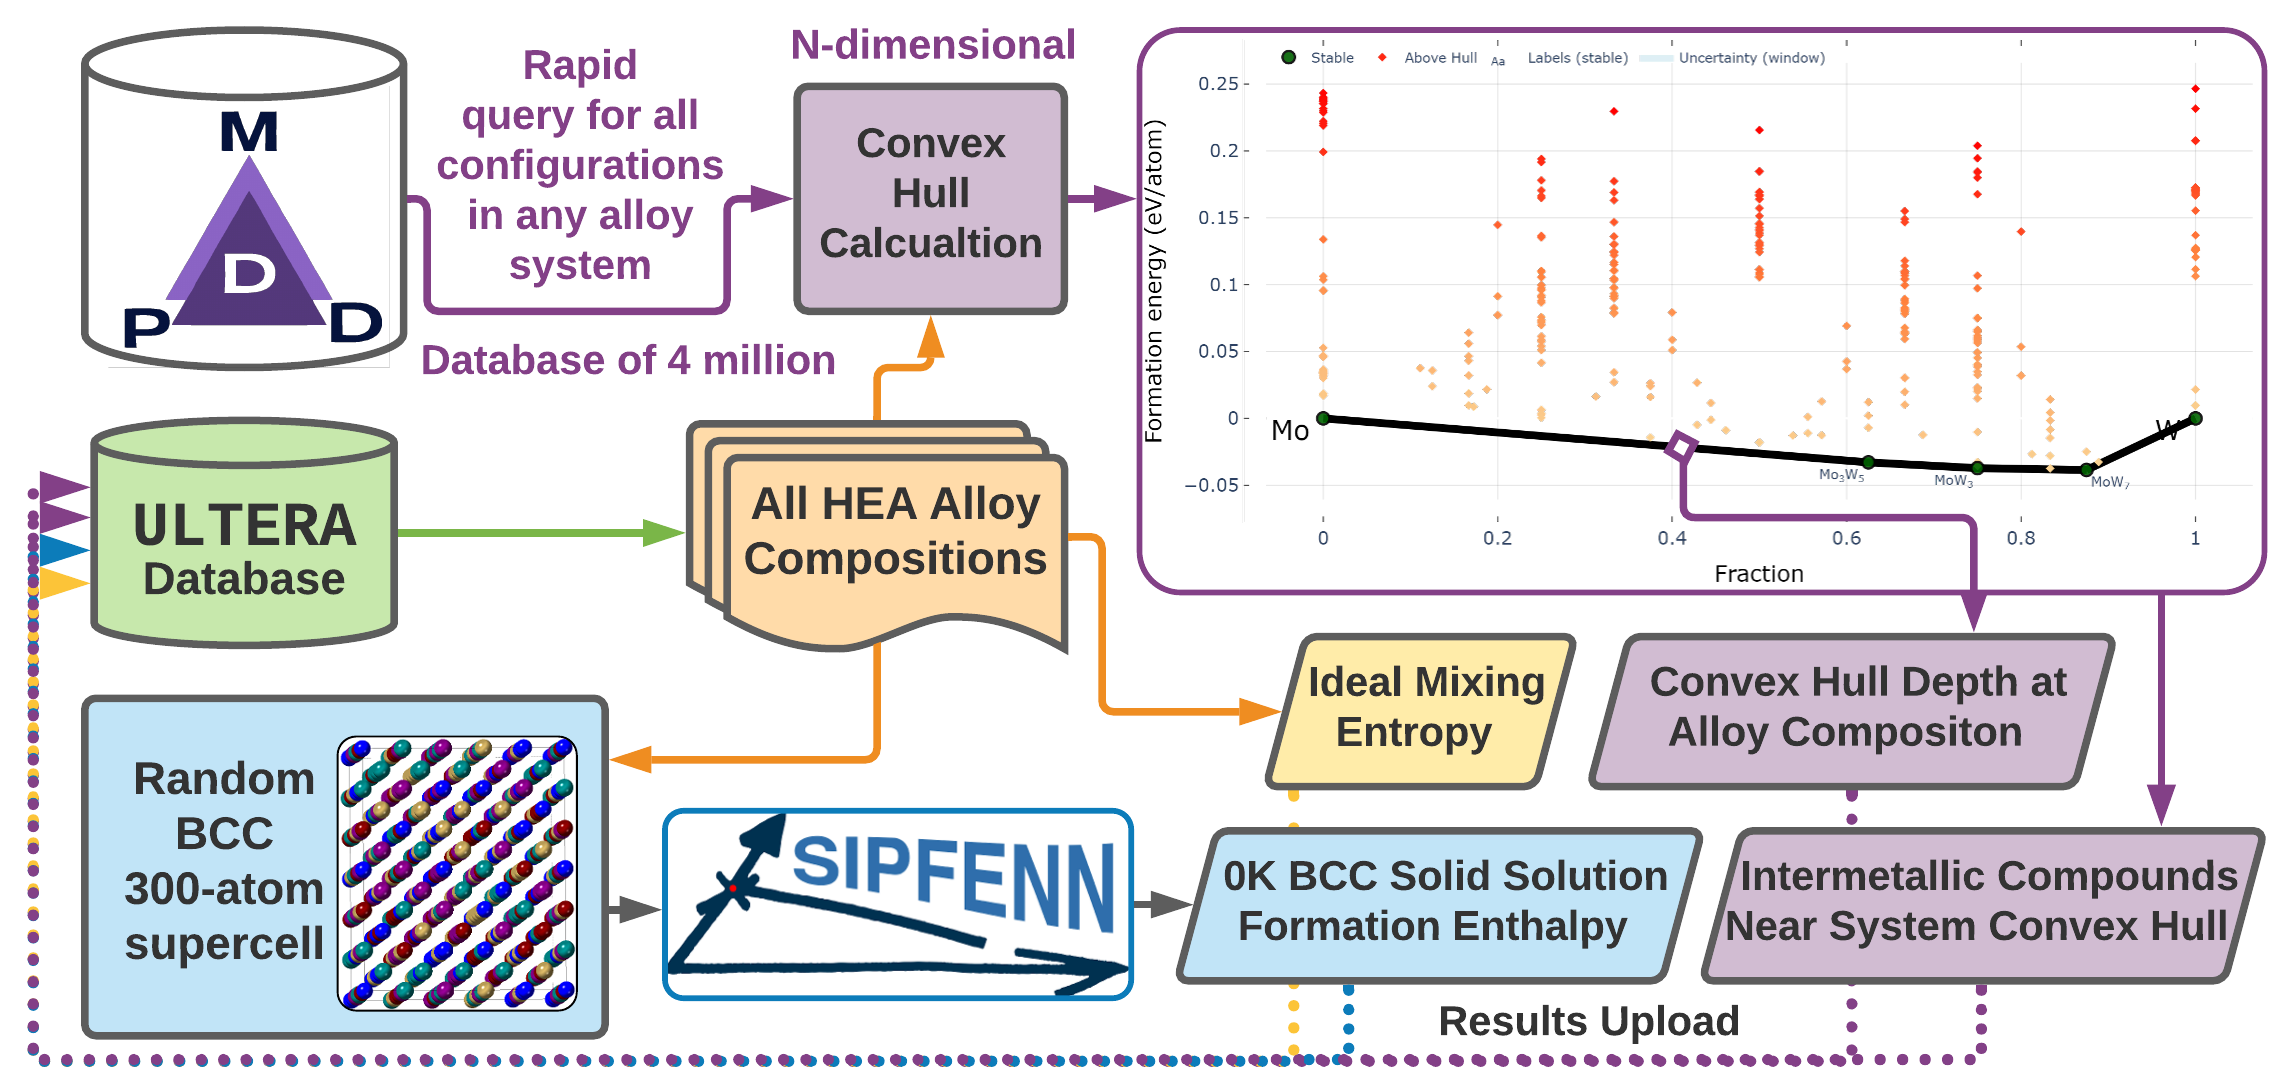 M
P
D
D
Rapid
query for all
configurations
in any alloy
system
Database of 4 million
N-dimensional
Convex
Hull
Calcualtion
Stable
Above Hull
Aa
Labels (stable)
Uncertainty (window)
Formation energy (eV/atom)
0.25
0.2
0.15
0.1
0.05
0
−0.05
Mo
W
Mo₃W₅
MoW₃
MoW₇
0
0.2
0.4
0.6
0.8
1
Fraction
ULTERA
Database
All HEA Alloy
Compositions
Ideal Mixing
Entropy
Convex Hull Depth at
Alloy Compositon
Random
BCC
300-atom
supercell
SIPFENN
0K BCC Solid Solution
Formation Enthalpy
Intermetallic Compounds
Near System Convex Hull
Results Upload